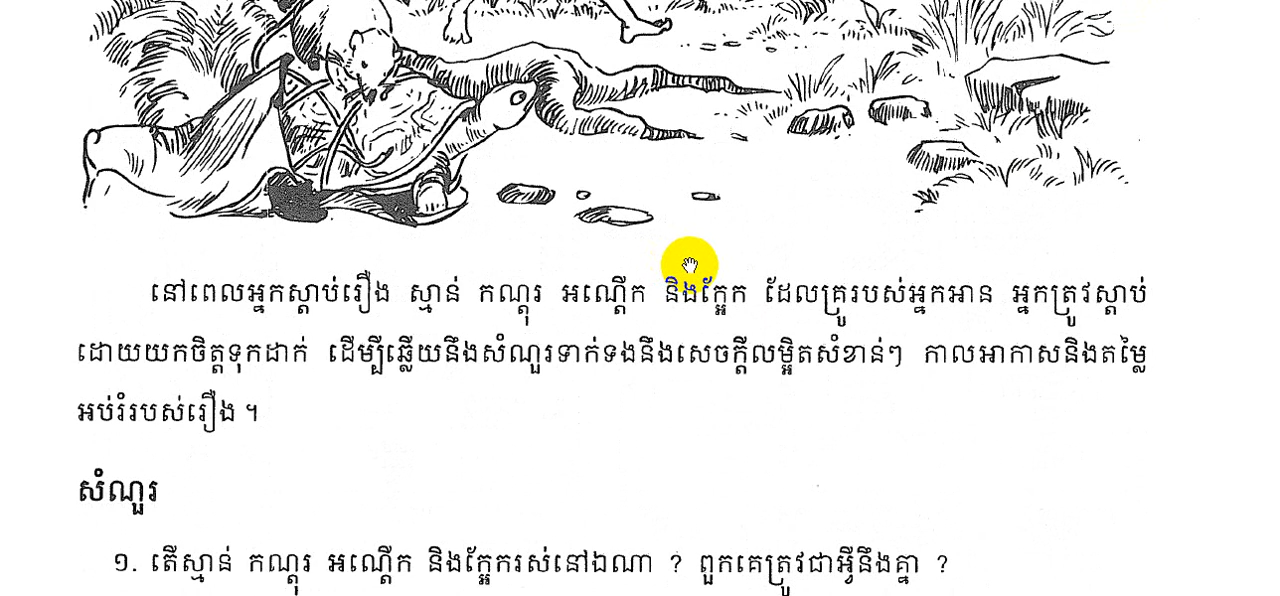 នៅពេលអ្នកស្តាប់រឿង ស្មាន់ កណ្តុរ អណ្តើក និងក្អែក ដែលគ្រូរបស់អ្នកអាន អ្នកត្រូវស្តាប់
ដោយយកចិត្តទុកដាក់ ដើម្បីឆ្លើយនឹងសំណួរទាក់ទងនឹងសេចក្តីលម្អិតសំខាន់ៗ កាលអាកាសនិងតម្លៃ
អប់រំរបស់រឿង ។
សំណួរ
១. តើស្មាន់ កណ្តុរ អណ្តើក និងក្អែករស់នៅឯណា ? ពួកគេត្រូវជាអ្វីនឹងគ្នា ?